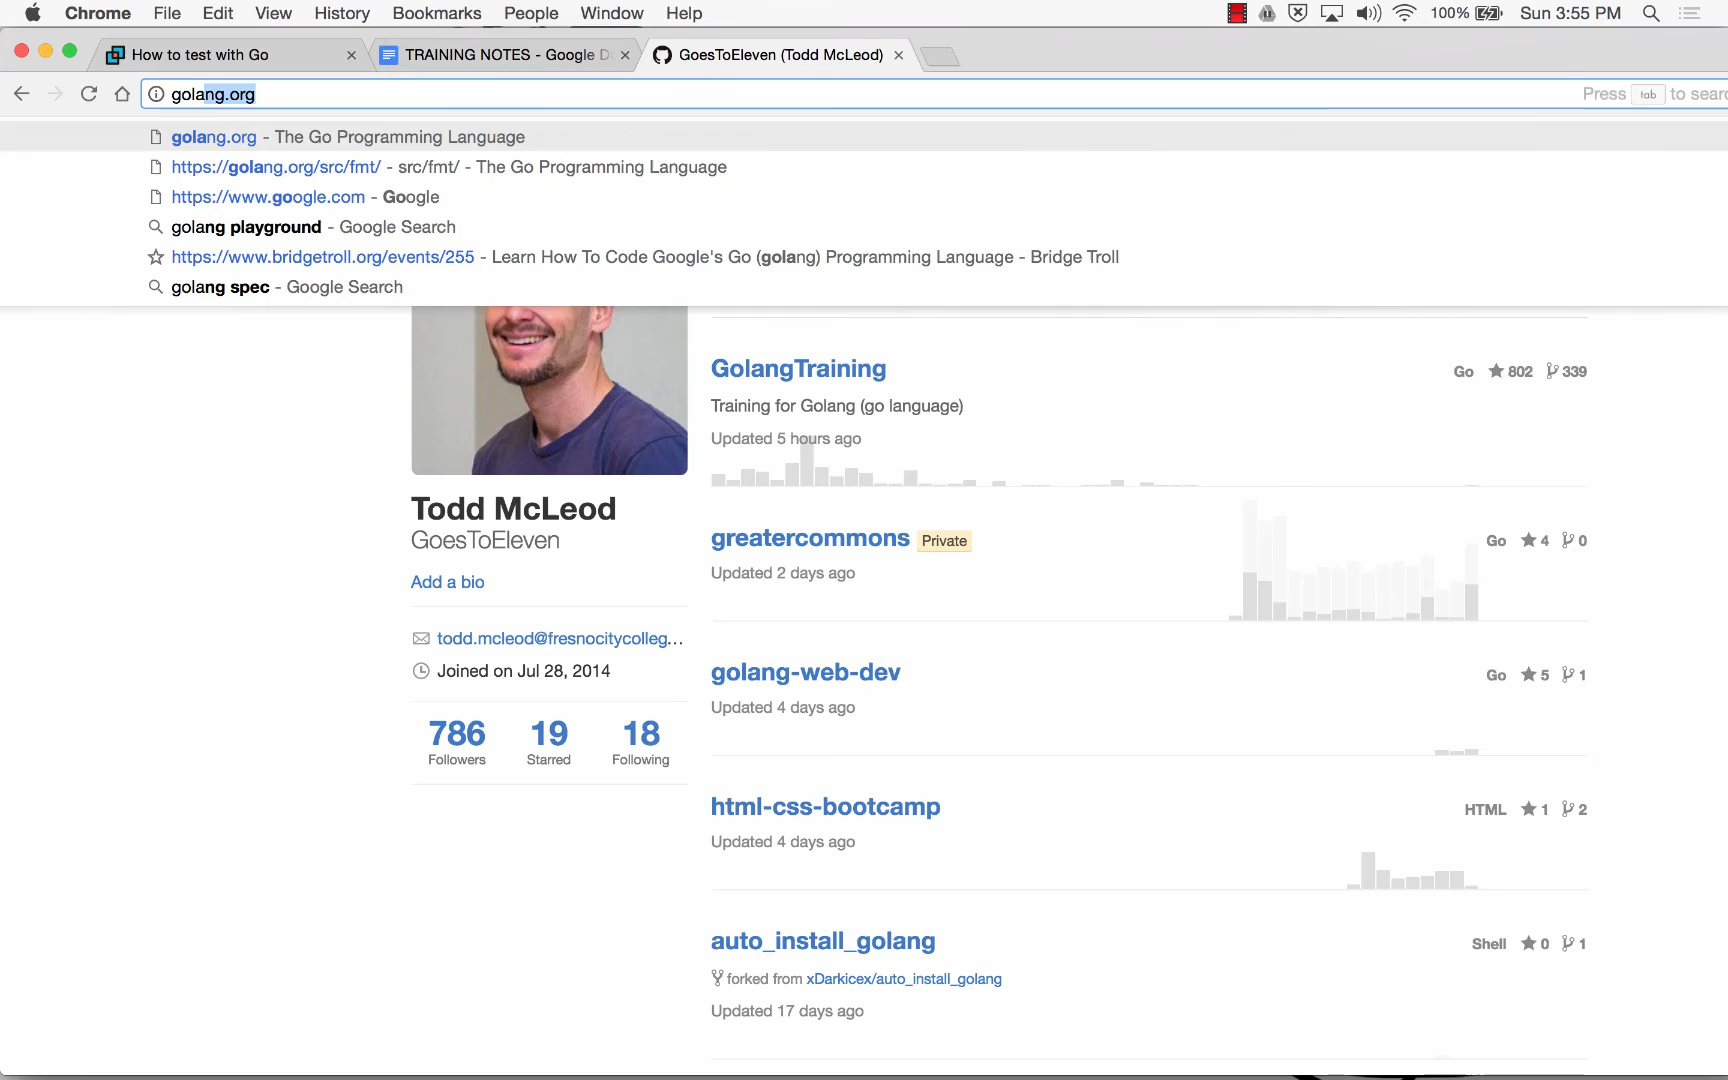 Chrome File Edit View History Bookmarks People Window Help 100% Sun 3:55 PM
How to test with Go TRAINING NOTES - Google D GoesToEleven (Todd McLeod)
golang.org Press tab to searc
golang.org - The Go Programming Language
https://golang.org/src/fmt/ - src/fmt/ - The Go Programming Language
https://www.google.com - Google
golang playground - Google Search
https://www.bridgetroll.org/events/255 - Learn How To Code Google's Go (golang) Programming Language - Bridge Troll
golang spec - Google Search
GolangTraining Go 802 339
Training for Golang (go language)
Updated 5 hours ago
Todd McLeod
GoesToEleven
Add a bio
todd.mcleod@fresnocitycolleg...
Joined on Jul 28, 2014
786 19 18
Followers Starred Following
greatercommons Private Go 4 0
Updated 2 days ago
golang-web-dev Go 5 1
Updated 4 days ago
html-css-bootcamp HTML 1 2
Updated 4 days ago
auto_install_golang Shell 0 1
forked from xDarkicex/auto_install_golang
Updated 17 days ago